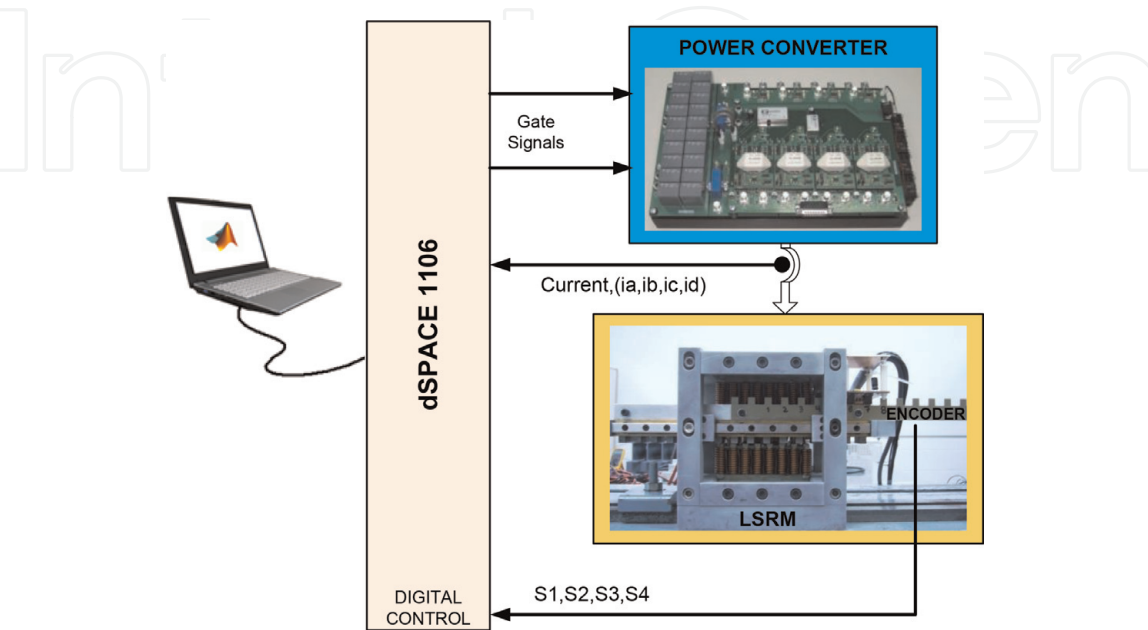 POWER CONVERTER
Gate
Signals
dSPACE 1106
Current,(ia,ib,ic,id)
ENCODER
LSRM
S1,S2,S3,S4
DIGITAL
CONTROL